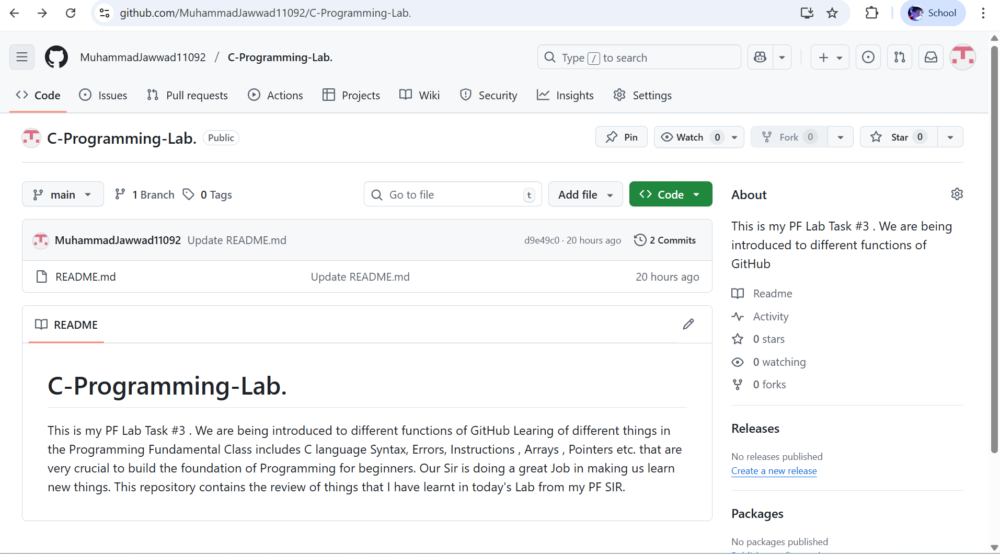 github.com/MuhammadJawwad11092/C-Programming-Lab.
School
MuhammadJawwad11092 / C-Programming-Lab.
Type / to search
Code
Issues
Pull requests
Actions
Projects
Wiki
Security
Insights
Settings
C-Programming-Lab.
Public
Pin
Watch 0
Fork 0
Star 0
main
1 Branch
0 Tags
Go to file
t
Add file
Code
MuhammadJawwad11092 Update README.md
d9e49c0 · 20 hours ago
2 Commits
README.md
Update README.md
20 hours ago
README
C-Programming-Lab.
This is my PF Lab Task #3 . We are being introduced to different functions of GitHub Learing of different things in
the Programming Fundamental Class includes C language Syntax, Errors, Instructions , Arrays , Pointers etc. that are
very crucial to build the foundation of Programming for beginners. Our Sir is doing a great Job in making us learn
new things. This repository contains the review of things that I have learnt in today's Lab from my PF SIR.
About
This is my PF Lab Task #3 . We are being
introduced to different functions of
GitHub
Readme
Activity
0 stars
0 watching
0 forks
Releases
No releases published
Create a new release
Packages
No packages published